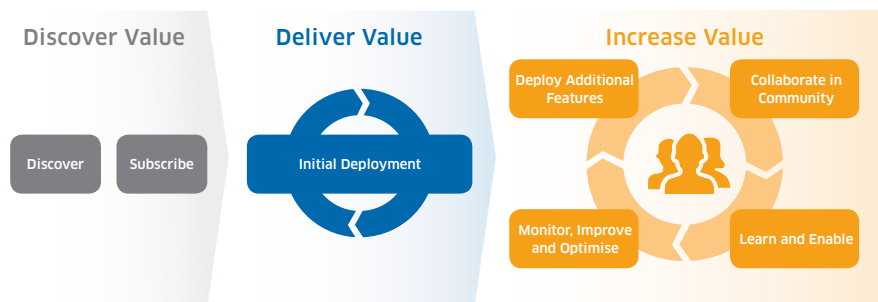 Discover Value
Deliver Value
Increase Value
Discover
Subscribe
Initial Deployment
Deploy Additional
Features
Collaborate in
Community
Monitor, Improve
and Optimise
Learn and Enable